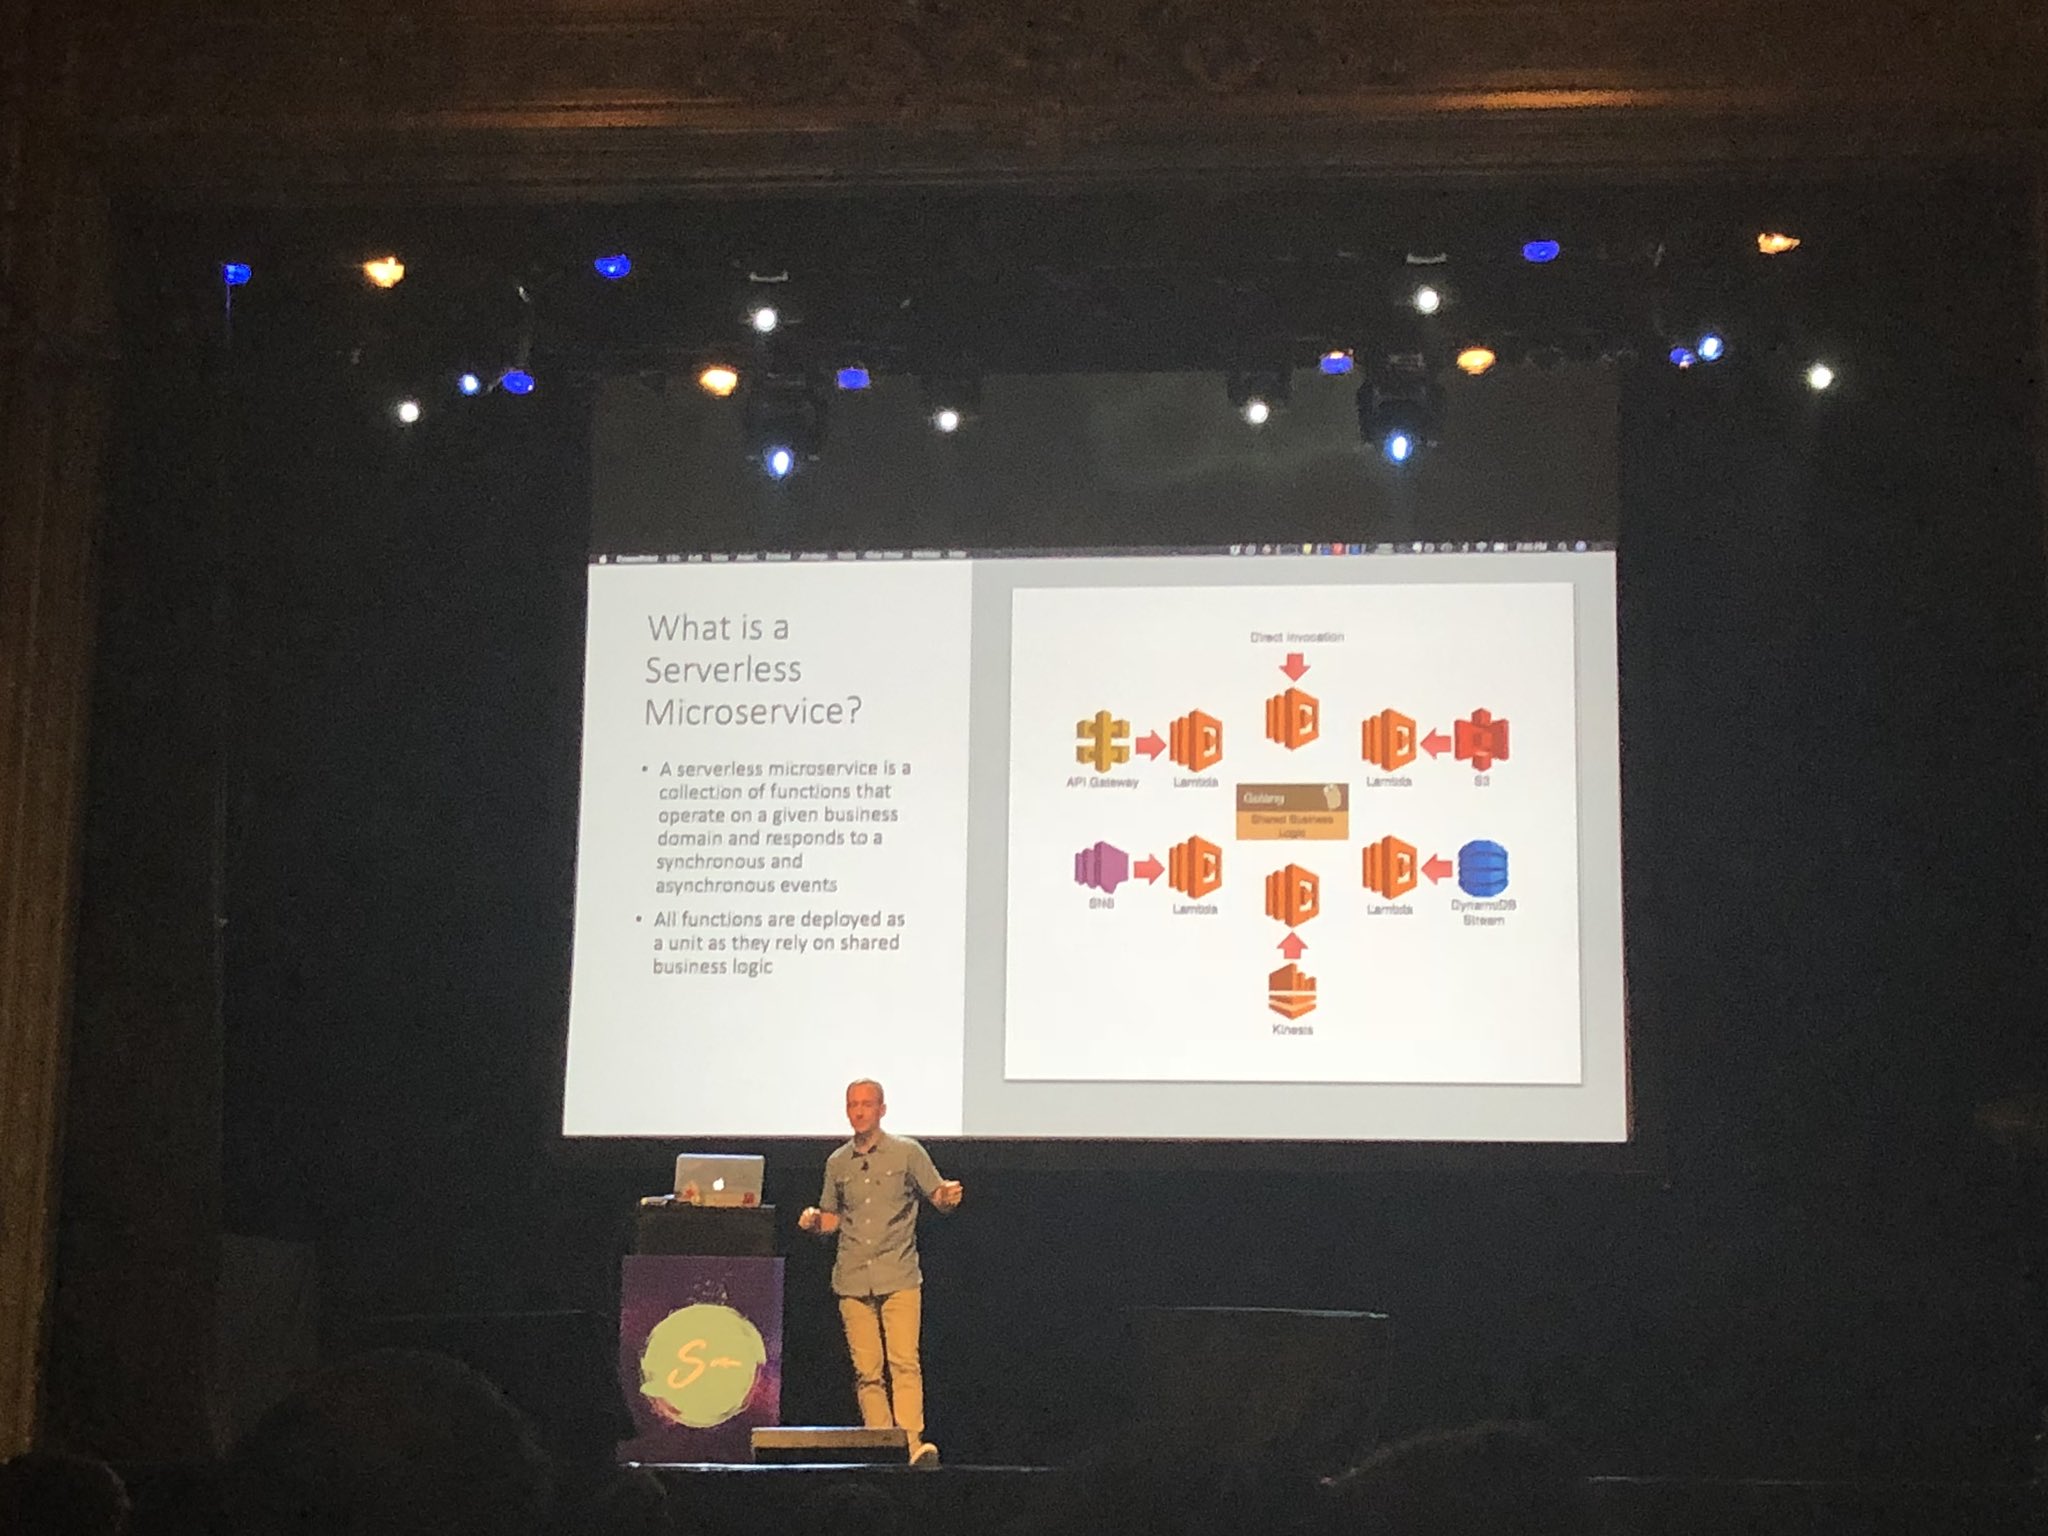 What is a
Serverless
Microservice?
• A serverless microservice is a
collection of functions that
operate on a given business
domain and responds to a
synchronous and
asynchronous events
• All functions are deployed as
a unit as they rely on shared
business logic
Direct Invocation
API Gateway
Lambda
Lambda
S3
Golang
Shared Business
Logic
SNS
Lambda
Lambda
DynamoDB
Stream
Kinesis
S